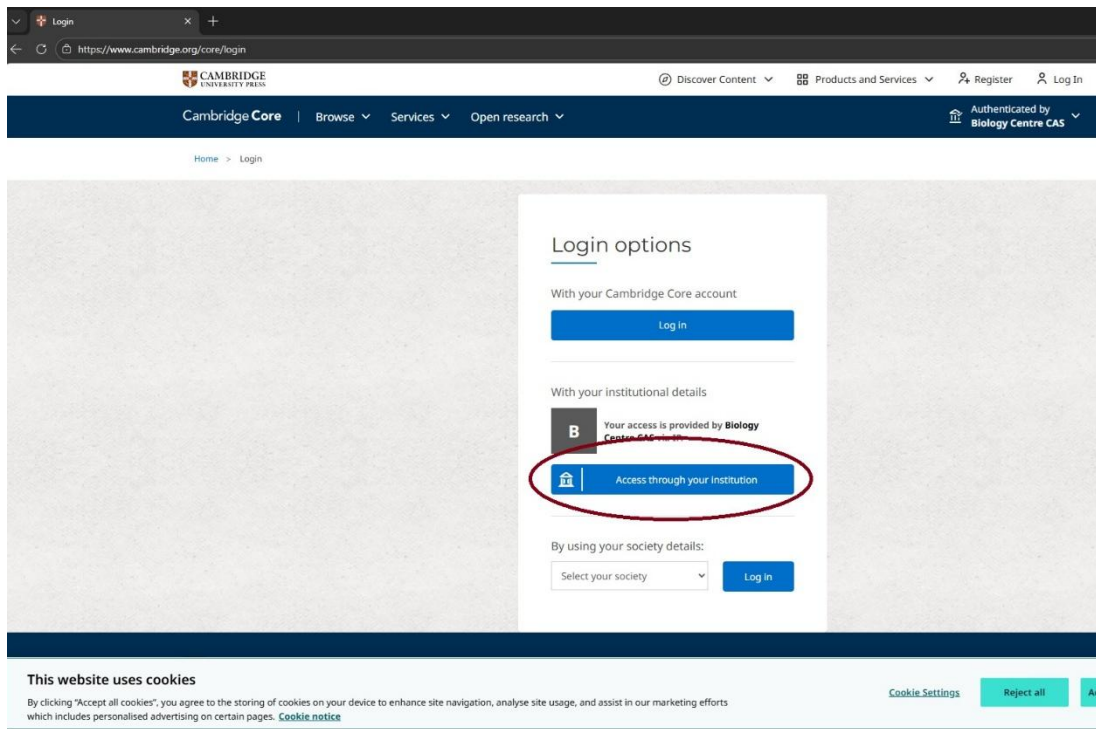 Login
https://www.cambridge.org/core/login
CAMBRIDGE
UNIVERSITY PRESS
Discover Content
Products and Services
Register
Log In
Cambridge Core | Browse Services Open research
Authenticated by
Biology Centre CAS
Home > Login
Login options
With your Cambridge Core account
Log in
With your institutional details
B
Your access is provided by Biology
Centre CAS via IP.
Access through your institution
By using your society details:
Select your society
Log in
This website uses cookies
By clicking "Accept all cookies", you agree to the storing of cookies on your device to enhance site navigation, analyse site usage, and assist in our marketing efforts
which includes personalised advertising on certain pages. Cookie notice
Cookie Settings
Reject all